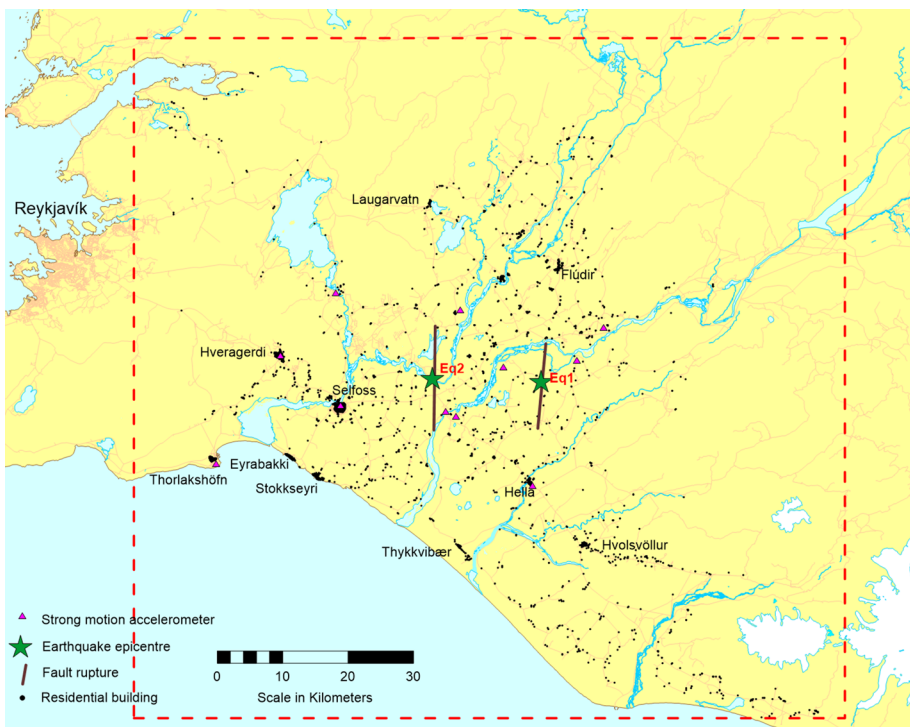 Laugarvatn
Reykjavík
Flúdir
Hveragerdi
Eq2
Eq1
Selfoss
Eyrabakki
Thorlakshöfn
Stokkseyri
Hella
Thykkvibær
Hvolsvöllur
Strong motion accelerometer
Earthquake epicentre
Fault rupture
Residential building
0 10 20 30
Scale in Kilometers